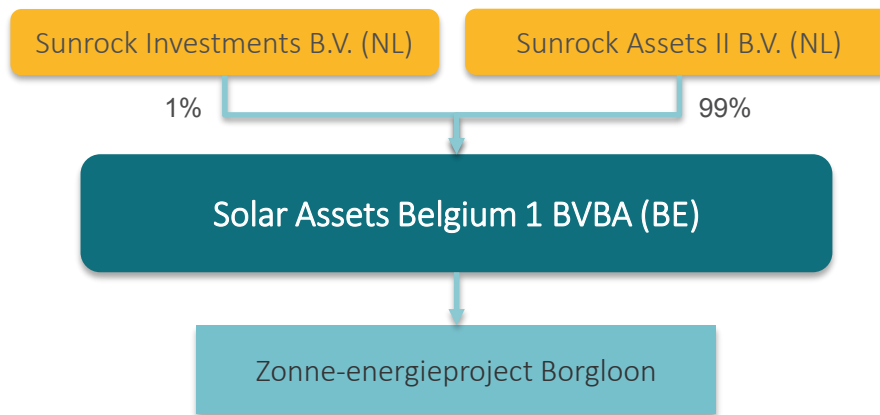 Sunrock Investments B.V. (NL)
Sunrock Assets II B.V. (NL)
1%
99%
Solar Assets Belgium 1 BVBA (BE)
Zonne-energieproject Borgloon